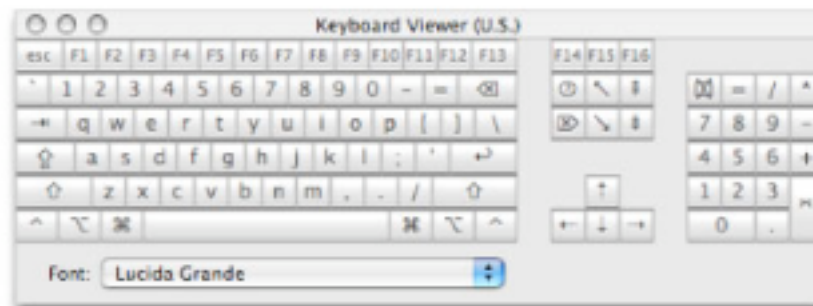 Keyboard Viewer (U.S.)
esc F1 F2 F3 F4 F5 F6 F7 F8 F9 F10 F11 F12 F13 F14 F15 F16
` 1 2 3 4 5 6 7 8 9 0 - = ⌫ ? ↖ ⇞ = / *
⇥ q w e r t y u i o p [ ] \ ⌦ ↘ ⇟ 7 8 9 -
⇪ a s d f g h j k l ; ' ↩ 4 5 6 +
⇧ z x c v b n m , . / ⇧ ↑ 1 2 3 ⌤
⌃ ⌥ ⌘ ⌘ ⌥ ⌃ ← ↓ → 0 .
Font: Lucida Grande